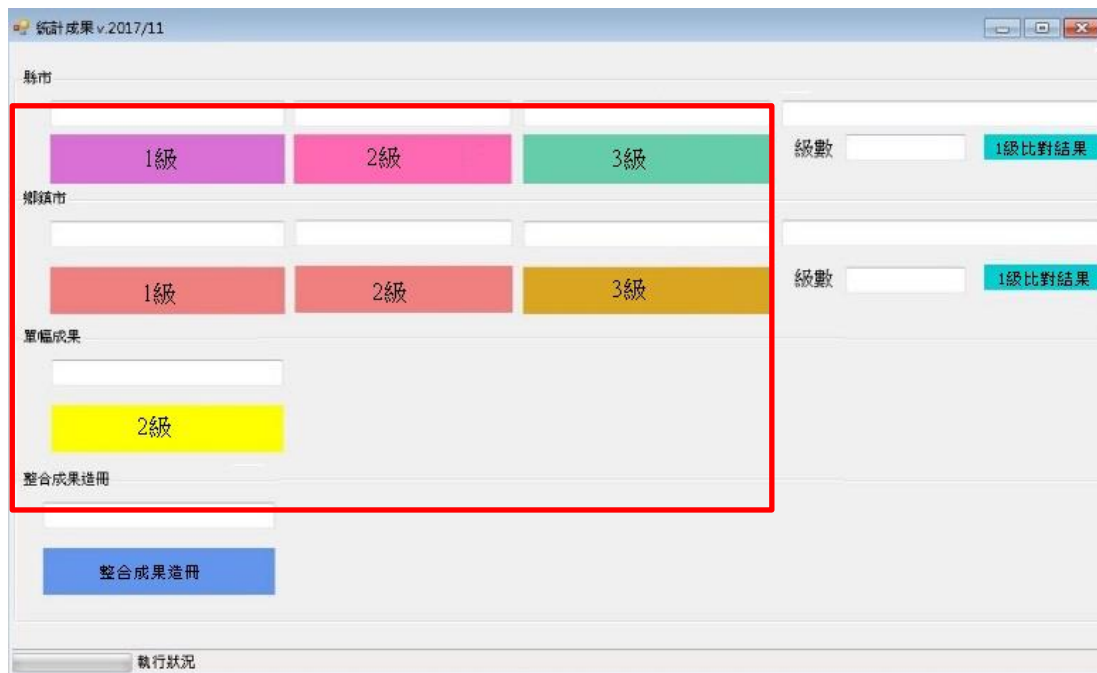 統計成果 v.2017/11
縣市
1級 2級 3級 級數 1級比對結果
鄉鎮市
1級 2級 3級 級數 1級比對結果
單幅成果
2級
整合成果造冊
整合成果造冊
執行狀況